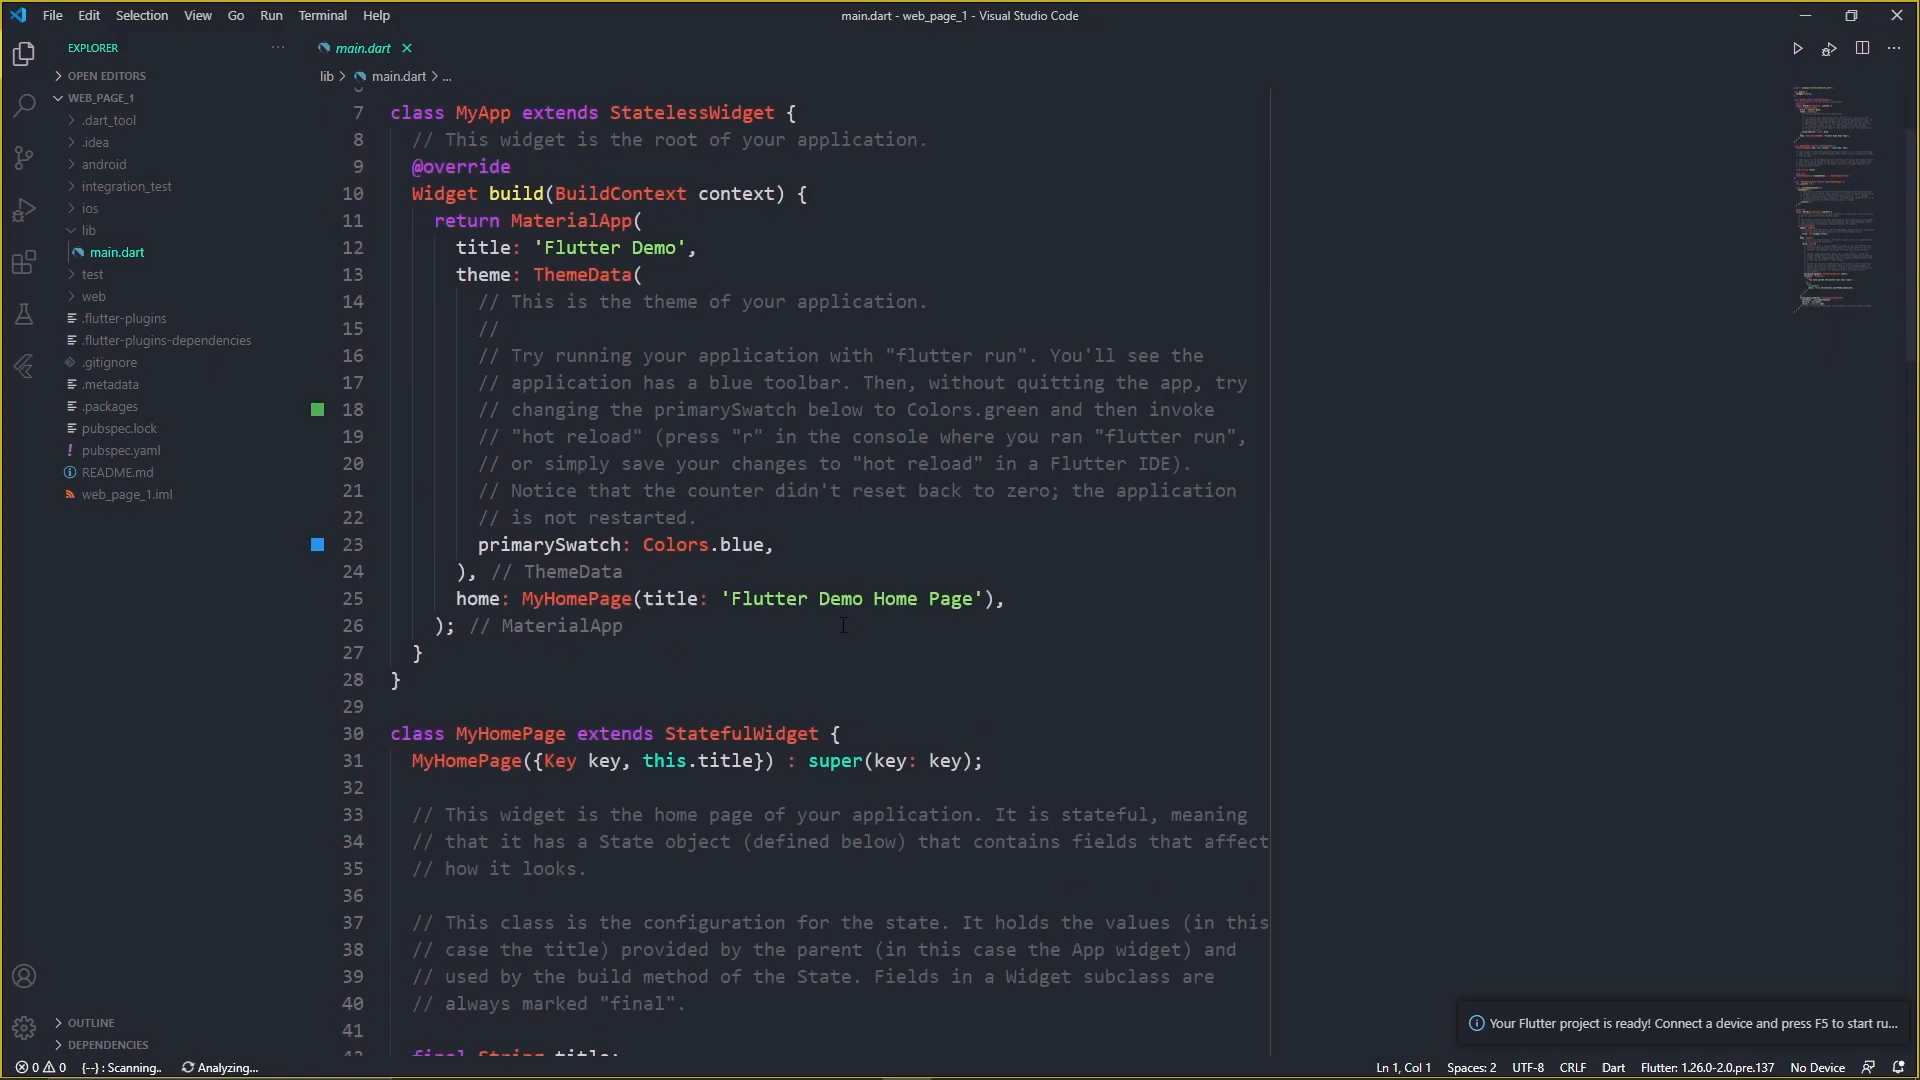 File Edit Selection View Go Run Terminal Help
main.dart - web_page_1 - Visual Studio Code
EXPLORER
OPEN EDITORS
WEB_PAGE_1
.dart_tool
.idea
android
integration_test
ios
lib
main.dart
test
web
.flutter-plugins
.flutter-plugins-dependencies
.gitignore
.metadata
.packages
pubspec.lock
! pubspec.yaml
README.md
web_page_1.iml
OUTLINE
DEPENDENCIES
main.dart
lib > main.dart > ...
7 class MyApp extends StatelessWidget {
8 // This widget is the root of your application.
9 @override
10 Widget build(BuildContext context) {
11 return MaterialApp(
12 title: 'Flutter Demo',
13 theme: ThemeData(
14 // This is the theme of your application.
15 //
16 // Try running your application with "flutter run". You'll see the
17 // application has a blue toolbar. Then, without quitting the app, try
18 // changing the primarySwatch below to Colors.green and then invoke
19 // "hot reload" (press "r" in the console where you ran "flutter run",
20 // or simply save your changes to "hot reload" in a Flutter IDE).
21 // Notice that the counter didn't reset back to zero; the application
22 // is not restarted.
23 primarySwatch: Colors.blue,
24 ), // ThemeData
25 home: MyHomePage(title: 'Flutter Demo Home Page'),
26 ); // MaterialApp
27 }
28 }
29
30 class MyHomePage extends StatefulWidget {
31 MyHomePage({Key key, this.title}) : super(key: key);
32
33 // This widget is the home page of your application. It is stateful, meaning
34 // that it has a State object (defined below) that contains fields that affect
35 // how it looks.
36
37 // This class is the configuration for the state. It holds the values (in this
38 // case the title) provided by the parent (in this case the App widget) and
39 // used by the build method of the State. Fields in a Widget subclass are
40 // always marked "final".
41
42 final String title;
Your Flutter project is ready! Connect a device and press F5 to start ru...
0 0 {--} : Scanning.. Analyzing...
Ln 1, Col 1 Spaces: 2 UTF-8 CRLF Dart Flutter: 1.26.0-2.0.pre.137 No Device